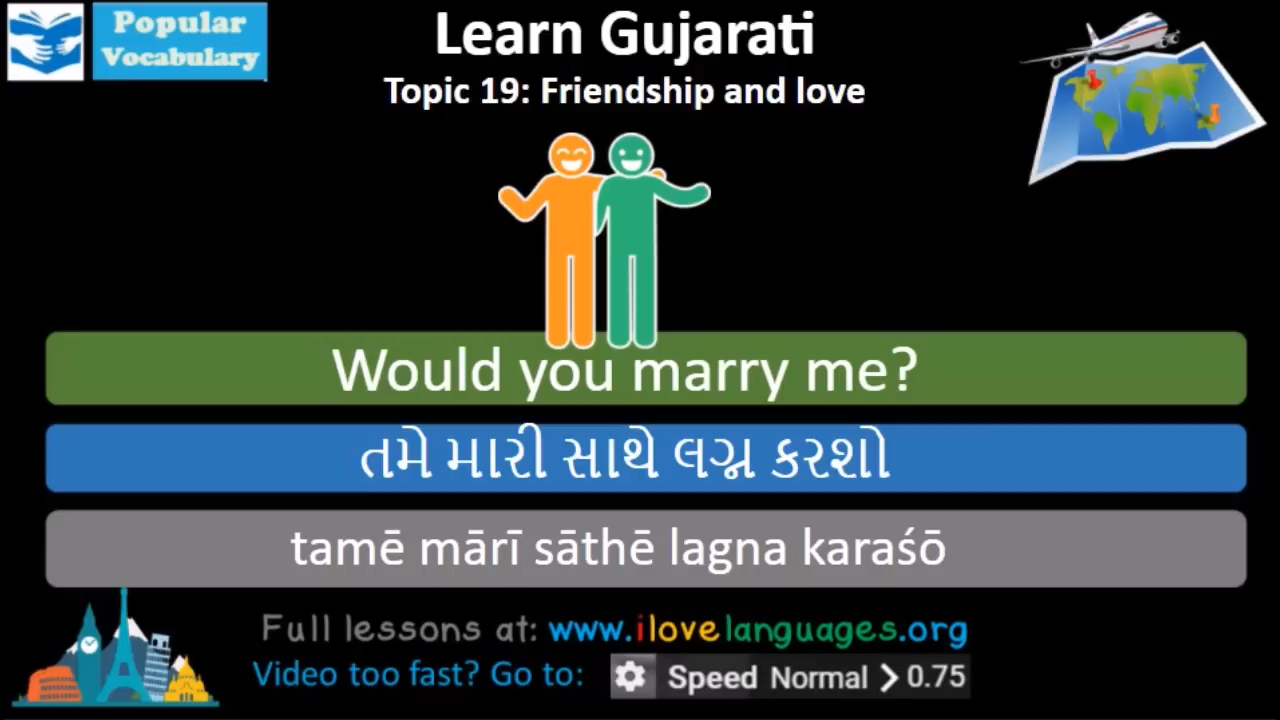 Popular
Vocabulary
Learn Gujarati
Topic 19: Friendship and love
Would you marry me?
તમે મારી સાથે લગ્ન કરશો
tamē mārī sāthē lagna karaśō
Full lessons at: www.ilovelanguages.org
Video too fast? Go to: Speed Normal > 0.75